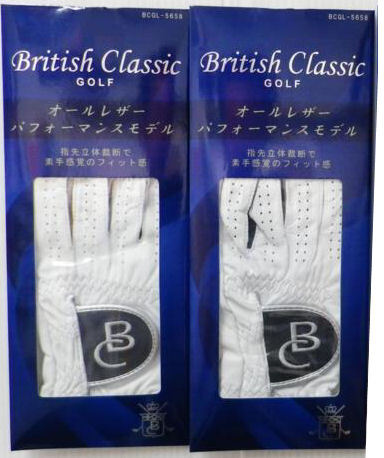 BCGL-5658
British Classic
GOLF
オールレザー
パフォーマンスモデル
指先立体裁断で
素手感覚のフィット感
BC
BC
BCGL-5658
British Classic
GOLF
オールレザー
パフォーマンスモデル
指先立体裁断で
素手感覚のフィット感
BC
BC